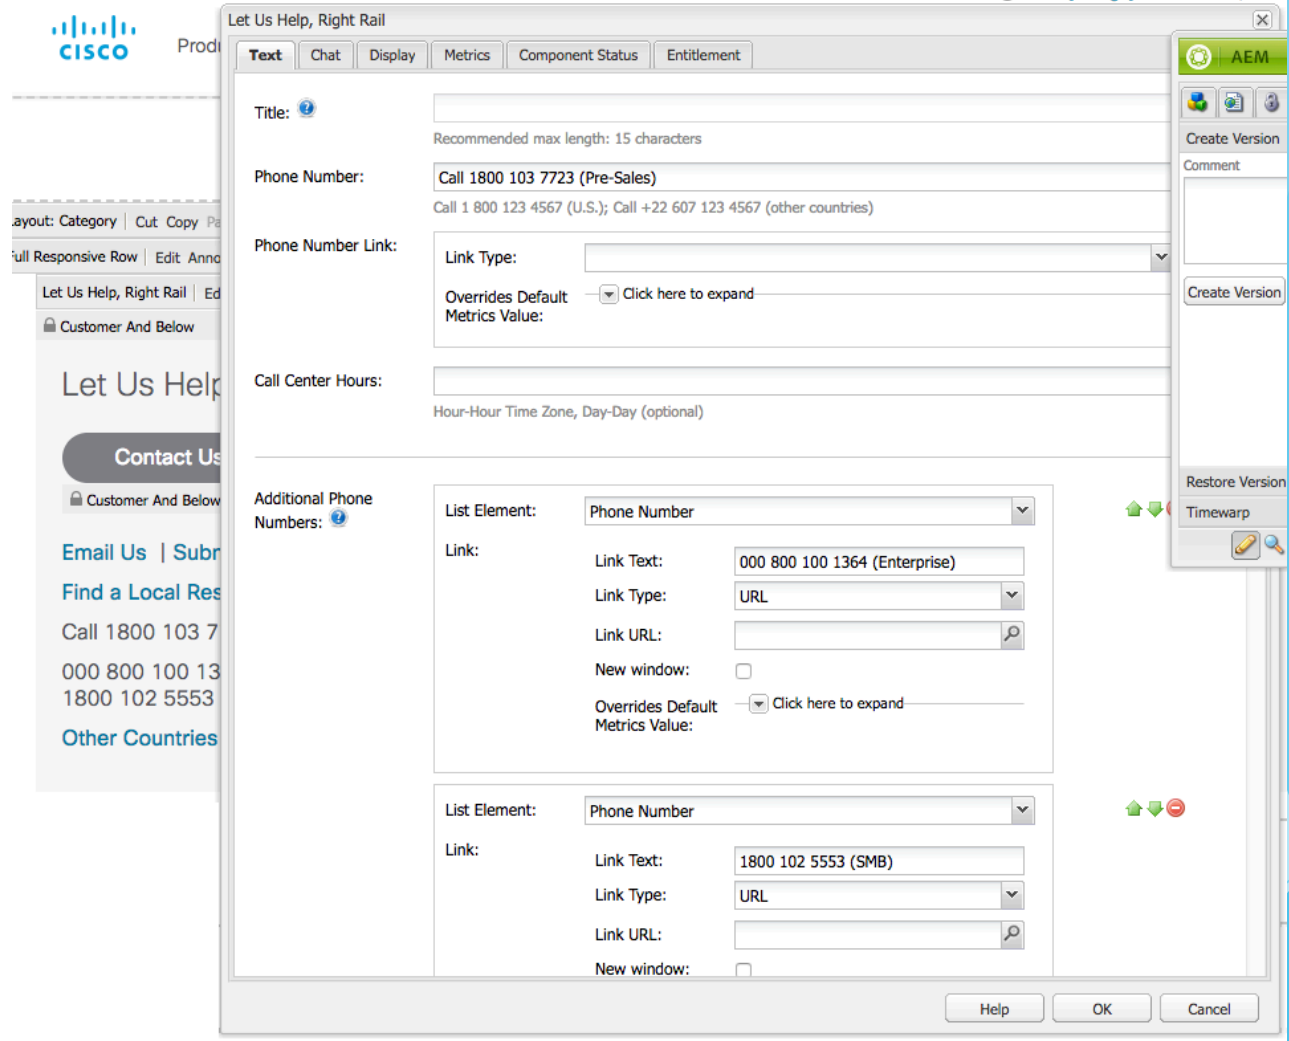 Let Us Help, Right Rail
CISCO
Produ
Text
Chat
Display
Metrics
Component Status
Entitlement
AEM
Title:
Recommended max length: 15 characters
Create Version
Comment
Phone Number:
Call 1800 103 7723 (Pre-Sales)
Call 1 800 123 4567 (U.S.); Call +22 607 123 4567 (other countries)
ayout: Category
Cut
Copy
Pa
Phone Number Link:
Link Type:
ull Responsive Row
Edit
Anno
Overrides Default
Metrics Value:
Click here to expand
Let Us Help, Right Rail
Ed
Create Version
Customer And Below
Let Us Help
Call Center Hours:
Hour-Hour Time Zone, Day-Day (optional)
Contact Us
Customer And Below
Email Us | Subr
Find a Local Res
Call 1800 103 7
000 800 100 13
1800 102 5553
Other Countries
Additional Phone
Numbers:
List Element:
Phone Number
Link:
Link Text:
000 800 100 1364 (Enterprise)
Link Type:
URL
Link URL:
New window:
Overrides Default
Metrics Value:
Click here to expand
Restore Version
Timewarp
List Element:
Phone Number
Link:
Link Text:
1800 102 5553 (SMB)
Link Type:
URL
Link URL:
New window:
Help
OK
Cancel